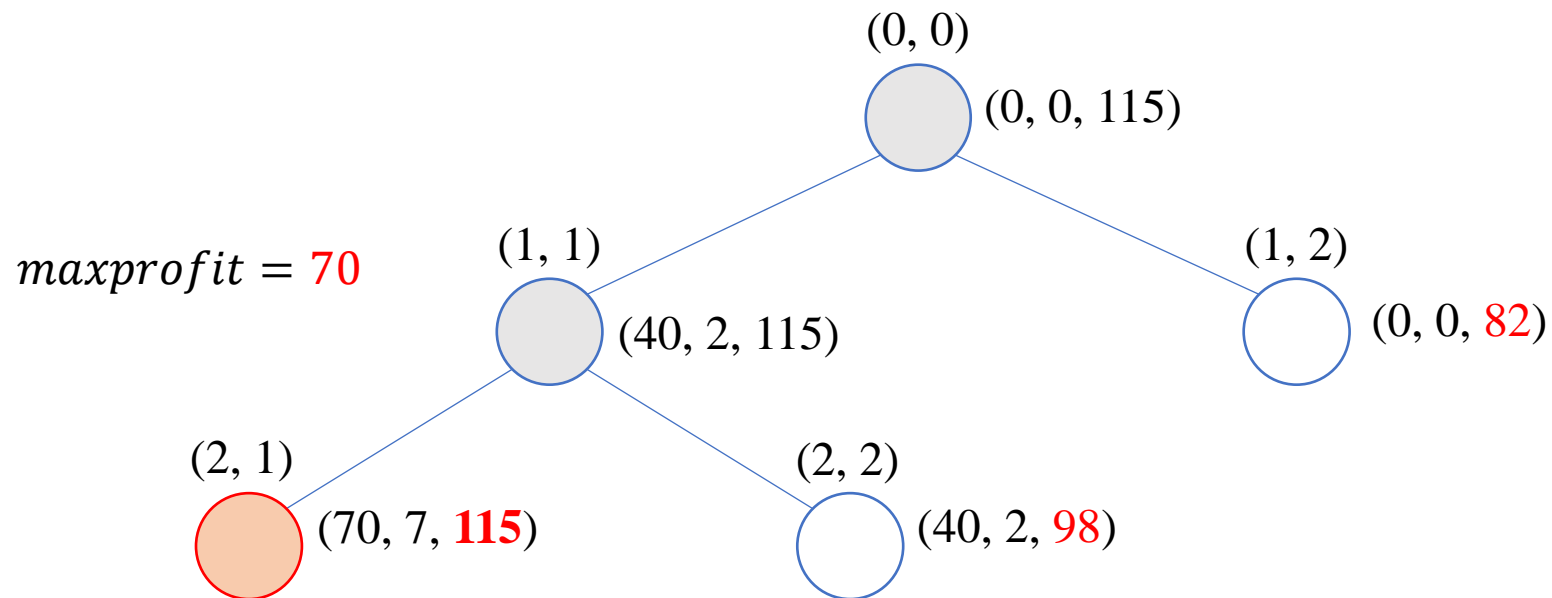 (0, 0)
(0, 0, 115)
(1, 1)
(1, 2)
maxprofit = 70
(40, 2, 115)
(0, 0, 82)
(2, 1)
(2, 2)
(70, 7, 115)
(40, 2, 98)